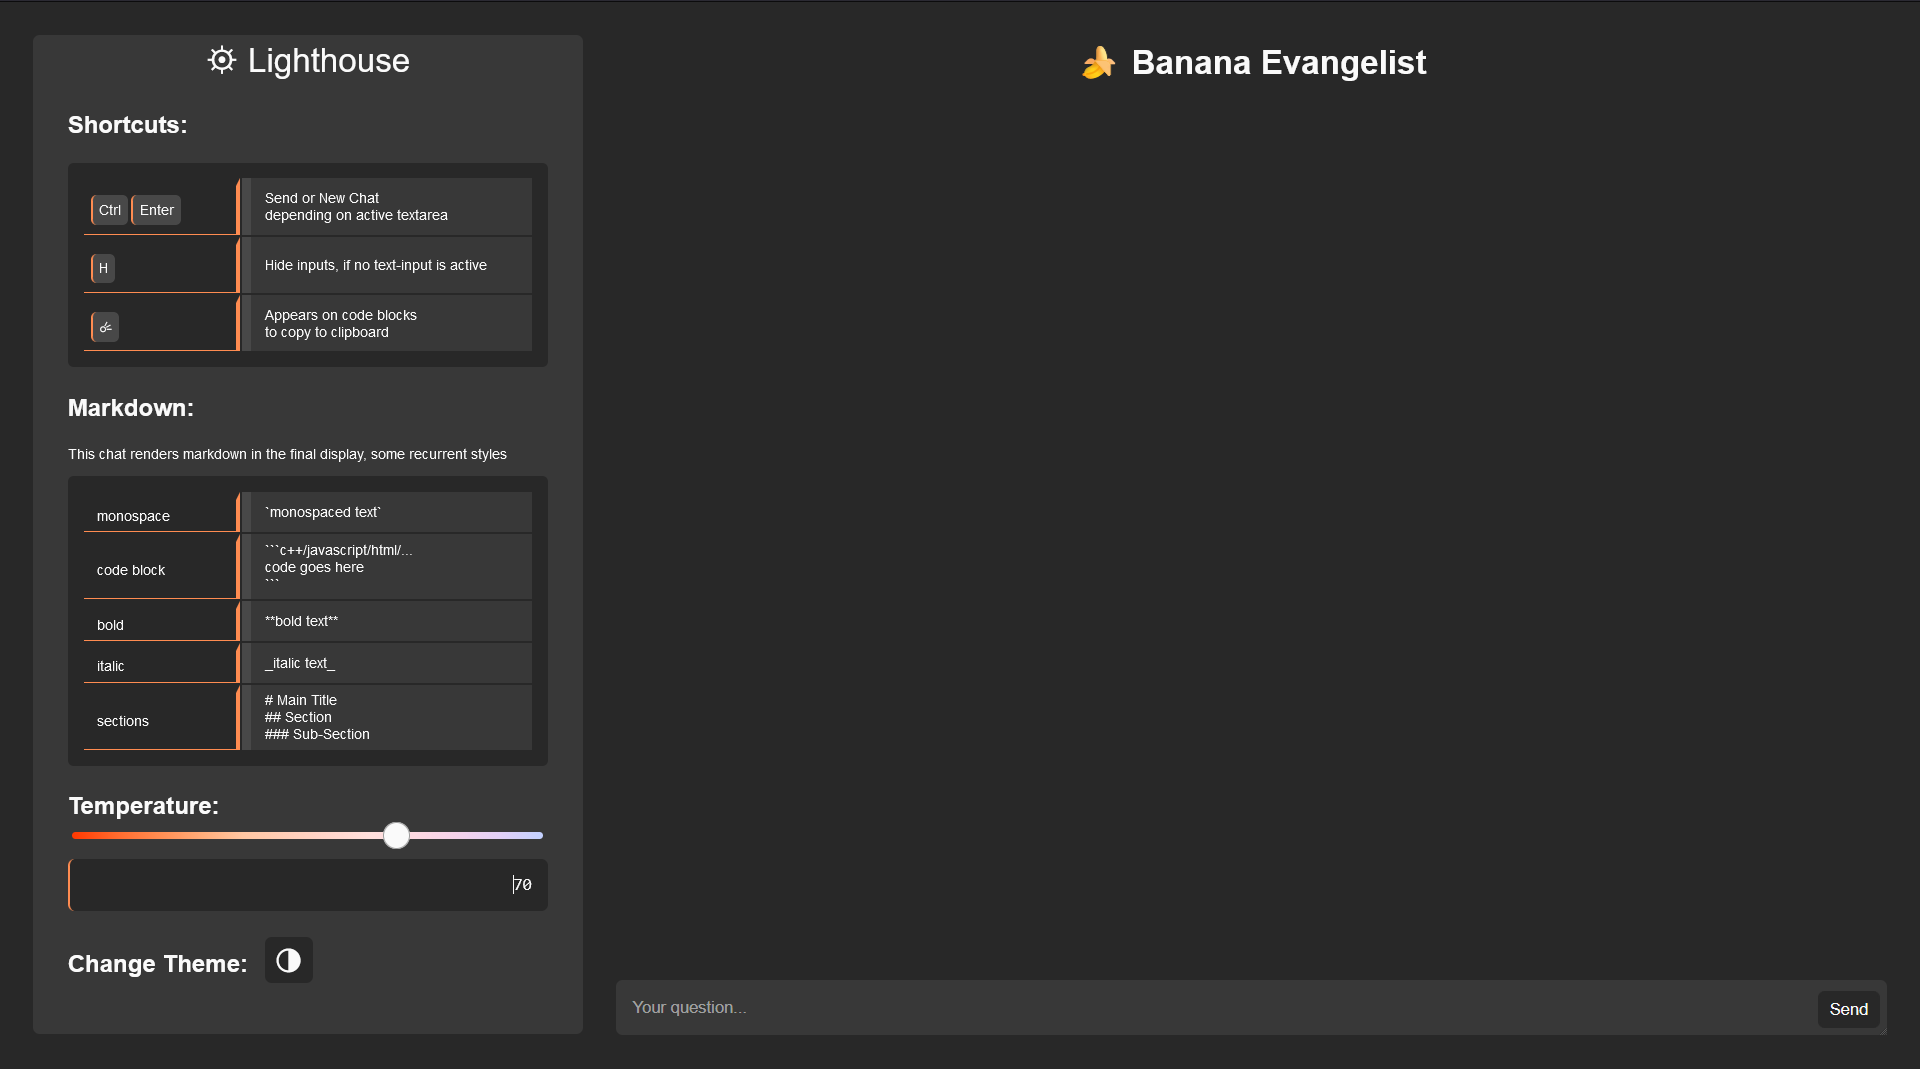 Lighthouse
Shortcuts:
Ctrl Enter
Send or New Chat
depending on active textarea
H
Hide inputs, if no text-input is active
Appears on code blocks
to copy to clipboard
Markdown:
This chat renders markdown in the final display, some recurrent styles
monospace
`monospaced text`
code block
```c++/javascript/html/...
code goes here
```
bold
**bold text**
italic
_italic text_
sections
# Main Title
## Section
### Sub-Section
Temperature:
70
Change Theme:
Banana Evangelist
Your question...
Send